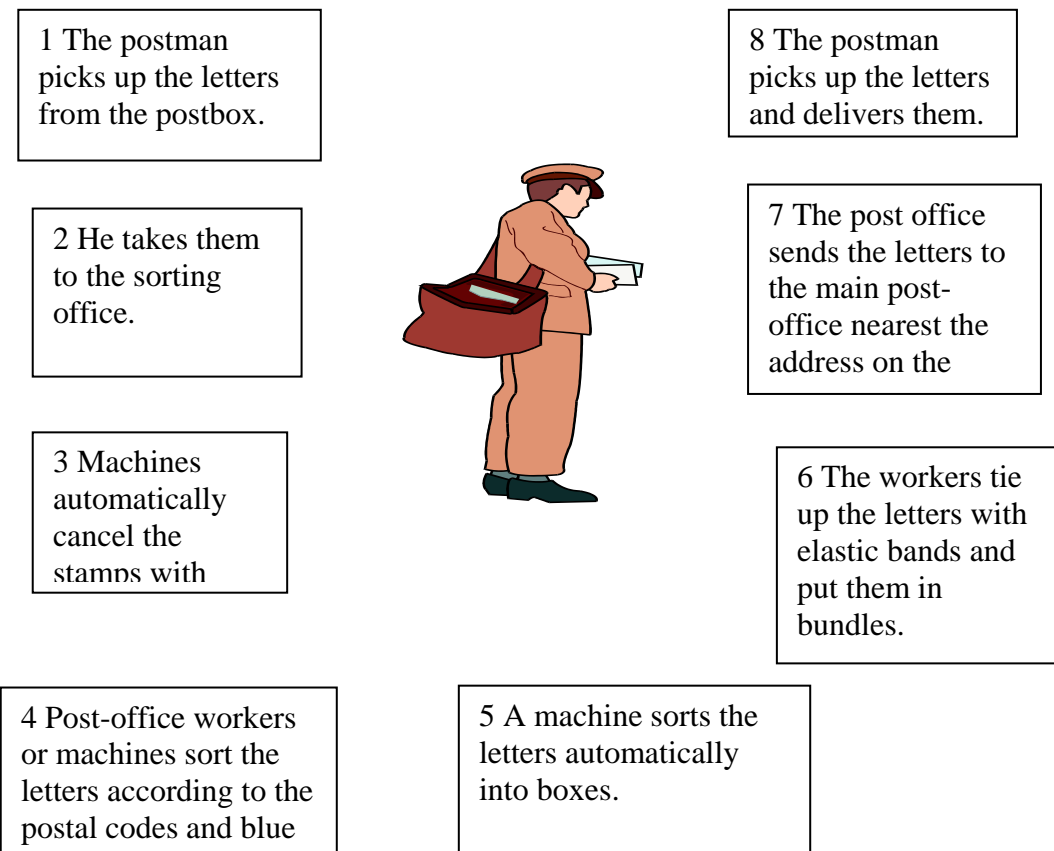 1 The postman
picks up the letters
from the postbox.
2 He takes them
to the sorting
office.
3 Machines
automatically
cancel the
stamps with
4 Post-office workers
or machines sort the
letters according to the
postal codes and blue
5 A machine sorts the
letters automatically
into boxes.
6 The workers tie
up the letters with
elastic bands and
put them in
bundles.
7 The post office
sends the letters to
the main post-
office nearest the
address on the
8 The postman
picks up the letters
and delivers them.